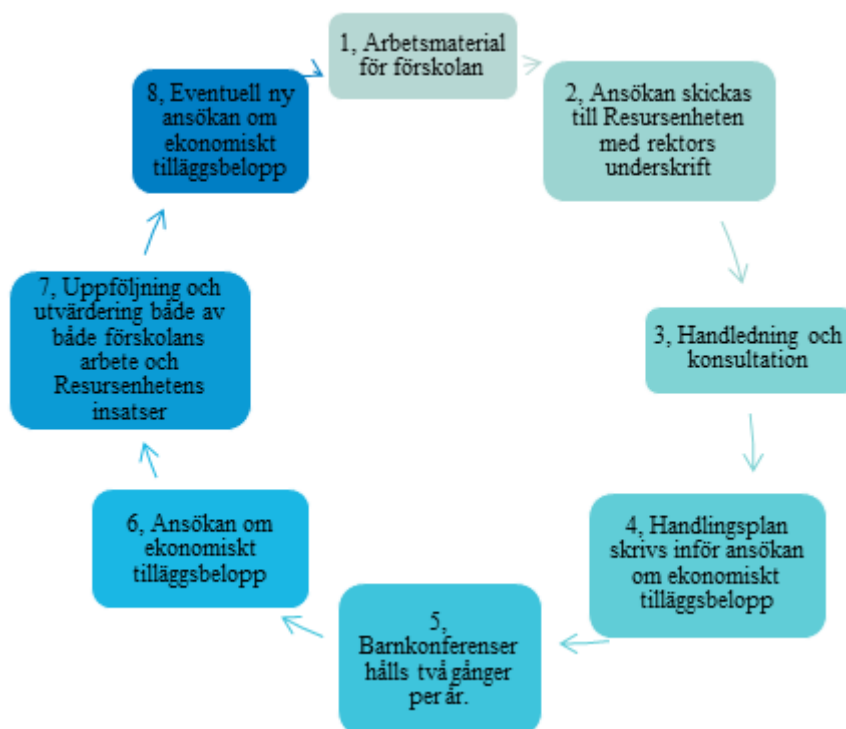 1, Arbetsmaterial
för förskolan
2, Ansökan skickas
till Resursenheten
med rektors
underskrift
3, Handledning och
konsultation
4, Handlingsplan
skrivs inför ansökan
om ekonomiskt
tilläggsbelopp
5,
Barnkonferenser
hålls två gånger
per år.
6, Ansökan om
ekonomiskt
tilläggsbelopp
7, Uppföljning och
utvärdering både av
både förskolans
arbete och
Resursenhetens
insatser
8, Eventuell ny
ansökan om
ekonomiskt
tilläggsbelopp